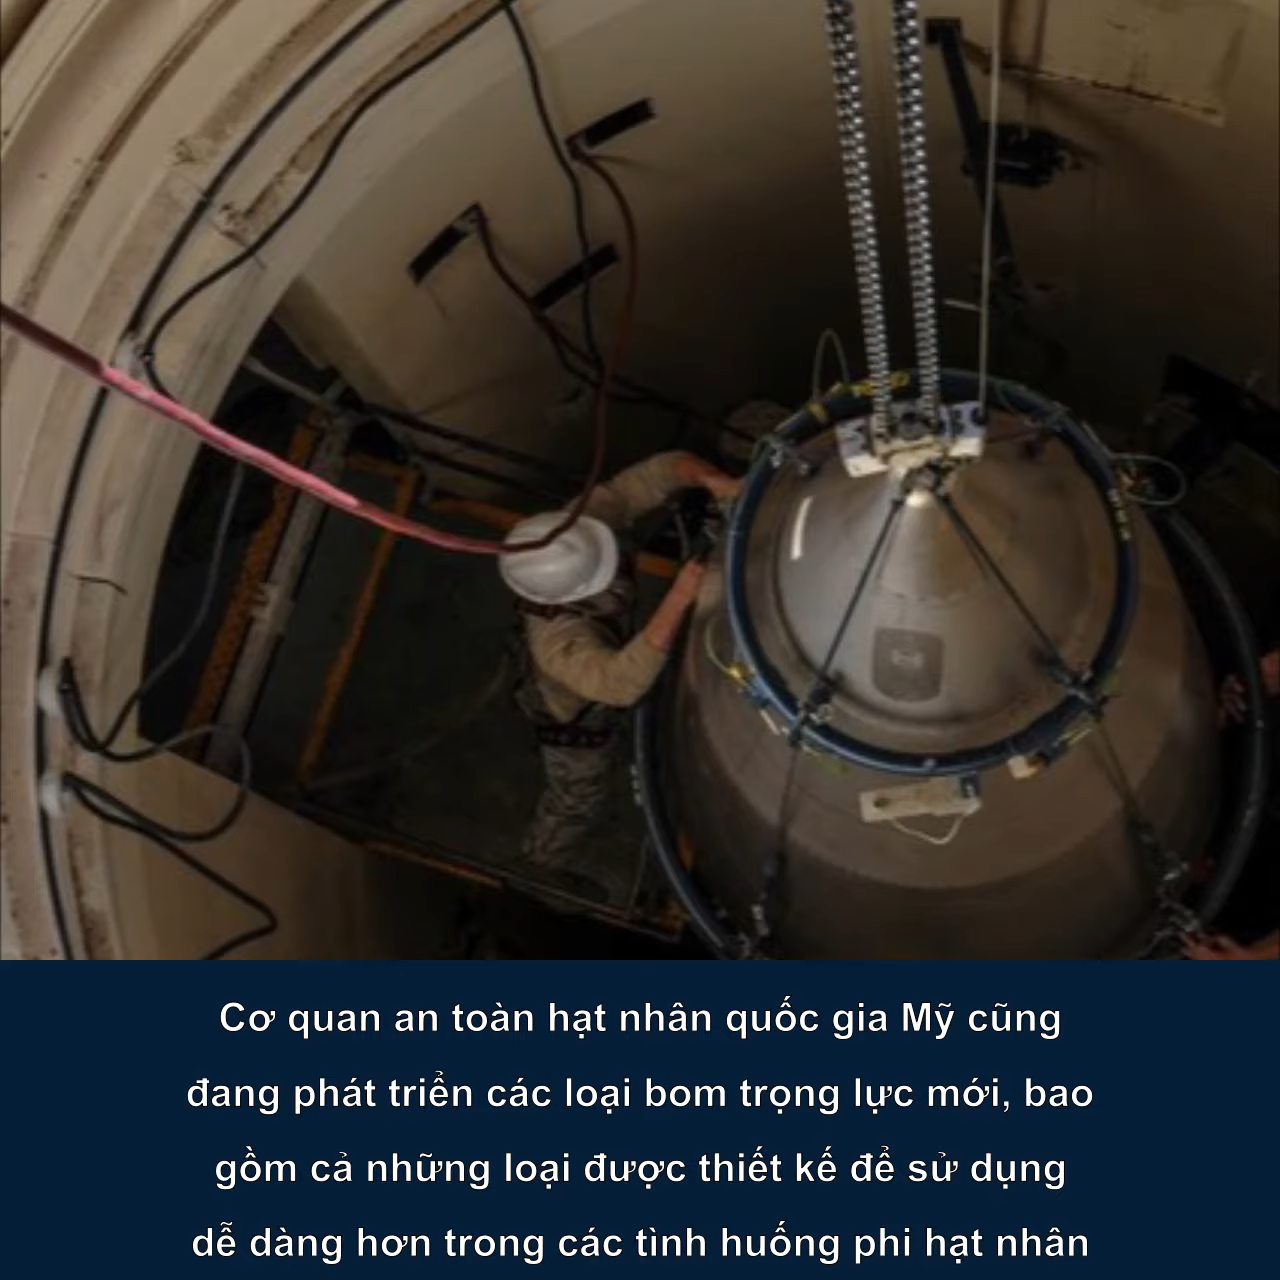 Cơ quan an toàn hạt nhân quốc gia Mỹ cũng
đang phát triển các loại bom trọng lực mới, bao
gồm cả những loại được thiết kế để sử dụng
dễ dàng hơn trong các tình huống phi hạt nhân